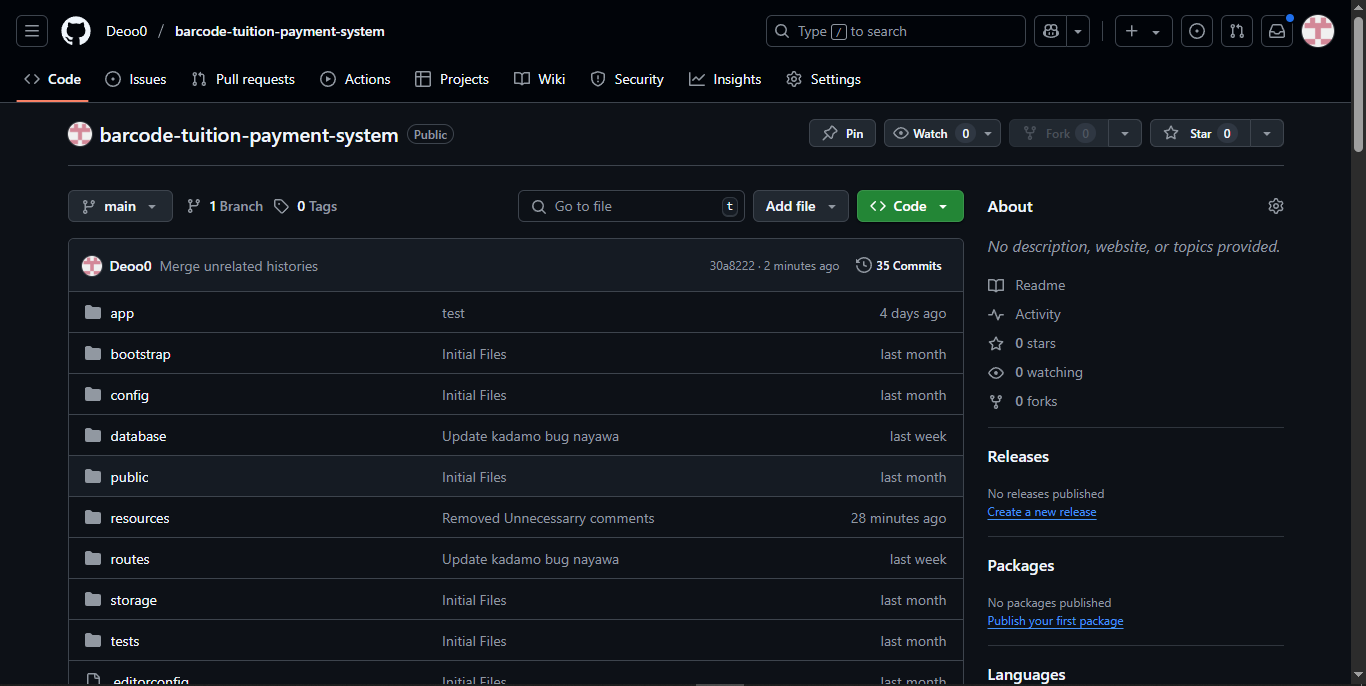 Deoo0 / barcode-tuition-payment-system
Type / to search
Code Issues Pull requests Actions Projects Wiki Security Insights Settings
barcode-tuition-payment-system Public
Pin Watch 0 Fork 0 Star 0
main 1 Branch 0 Tags Go to file t Add file Code
Deoo0 Merge unrelated histories 30a8222 · 2 minutes ago 35 Commits
app test 4 days ago
bootstrap Initial Files last month
config Initial Files last month
database Update kadamo bug nayawa last week
public Initial Files last month
resources Removed Unnecessarry comments 28 minutes ago
routes Update kadamo bug nayawa last week
storage Initial Files last month
tests Initial Files last month
.editorconfig Initial Files last month
About
No description, website, or topics provided.
Readme
Activity
0 stars
0 watching
0 forks
Releases
No releases published
Create a new release
Packages
No packages published
Publish your first package
Languages